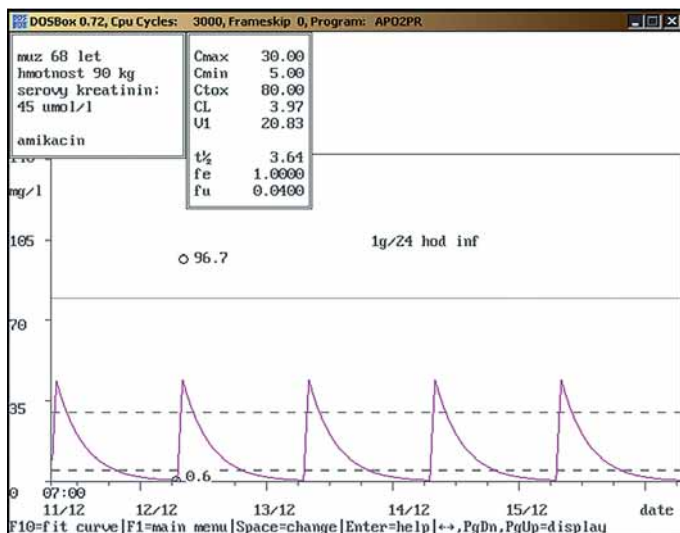 DOSBox 0.72, Cpu Cycles: 3000, Frameskip 0, Program: APO2PR
muz 68 let
hmotnost 90 kg
serovy kreatinin:
45 umol/l
amikacin
Cmax 30.00
Cmin 5.00
Ctox 80.00
CL 3.97
V1 20.83
t½ 3.64
fe 1.0000
fu 0.0400
mg/l
105
1g/24 hod inf
96.7
70
35
0.6
0 07:00
11/12 12/12 13/12 14/12 15/12 date
F10=fit curve|F1=main menu|Space=change|Enter=help|↔,PgDn,PgUp=display